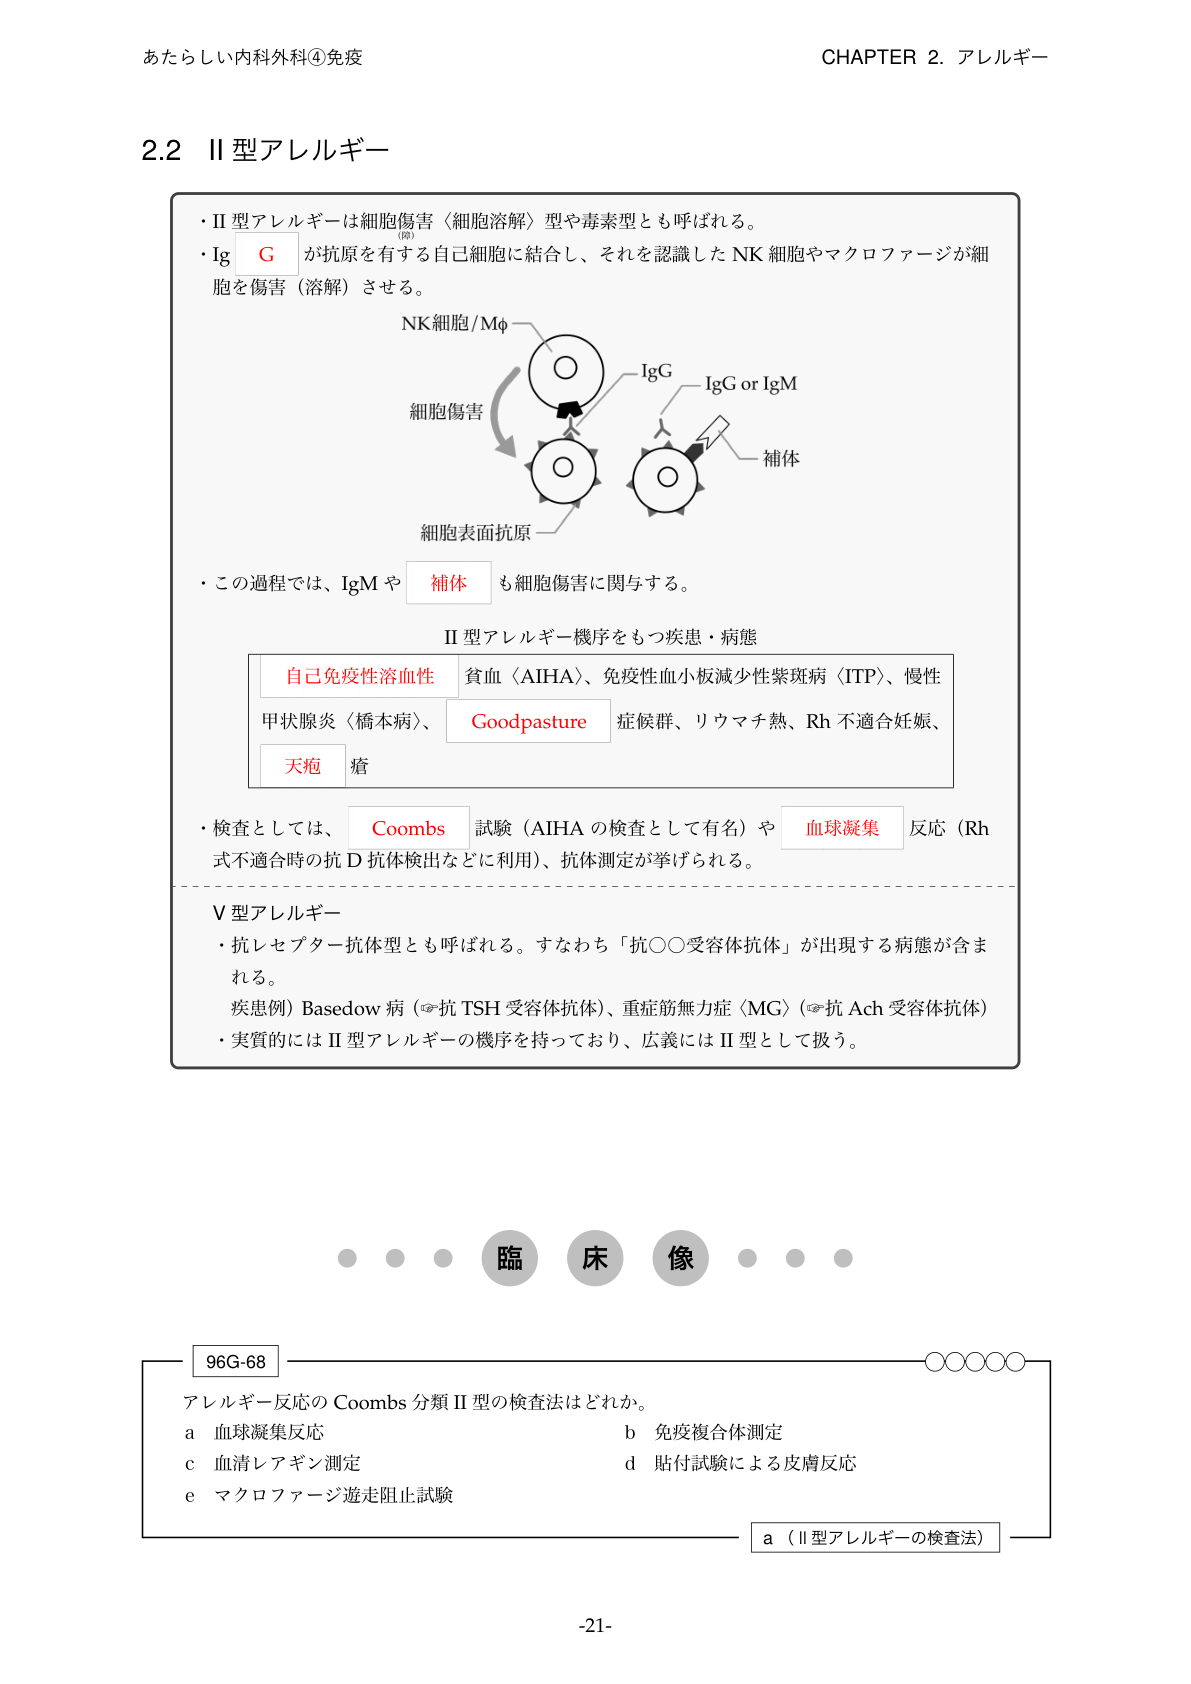 あたらしい内科外科④免疫
CHAPTER 2. アレルギー
2.2 II 型アレルギー
・II 型アレルギーは細胞傷害〈細胞溶解〉型や毒素型とも呼ばれる。
(障)
・Ig G が抗原を有する自己細胞に結合し、それを認識した NK 細胞やマクロファージが細
胞を傷害（溶解）させる。
NK細胞/Mφ
IgG
IgG or IgM
細胞傷害
補体
細胞表面抗原
・この過程では、IgM や 補体 も細胞傷害に関与する。
II 型アレルギー機序をもつ疾患・病態
自己免疫性溶血性 貧血〈AIHA〉、免疫性血小板減少性紫斑病〈ITP〉、慢性
甲状腺炎〈橋本病〉、 Goodpasture 症候群、リウマチ熱、Rh 不適合妊娠、
天疱 瘡
・検査としては、 Coombs 試験（AIHA の検査として有名）や 血球凝集 反応（Rh
式不適合時の抗 D 抗体検出などに利用）、抗体測定が挙げられる。
V 型アレルギー
・抗レセプター抗体型とも呼ばれる。すなわち「抗〇〇受容体抗体」が出現する病態が含ま
れる。
疾患例）Basedow 病（☞抗 TSH 受容体抗体）、重症筋無力症〈MG〉（☞抗 Ach 受容体抗体）
・実質的には II 型アレルギーの機序を持っており、広義には II 型として扱う。
臨床像
96G-68
○○○○○
アレルギー反応の Coombs 分類 II 型の検査法はどれか。
a 血球凝集反応
b 免疫複合体測定
c 血清レアギン測定
d 貼付試験による皮膚反応
e マクロファージ遊走阻止試験
a （II 型アレルギーの検査法）
-21-